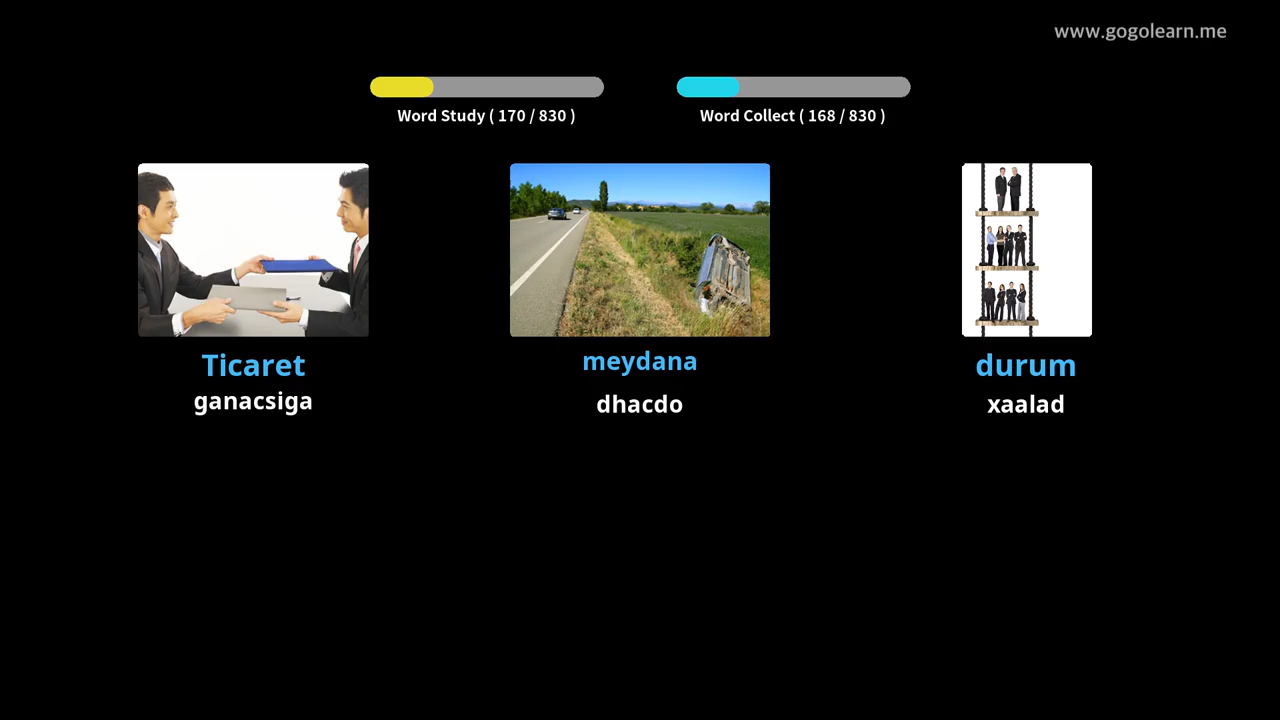 www.gogolearn.me
Word Study ( 170 / 830 )
Word Collect ( 168 / 830 )
Ticaret
ganacsiga
meydana
dhacdo
durum
xaalad